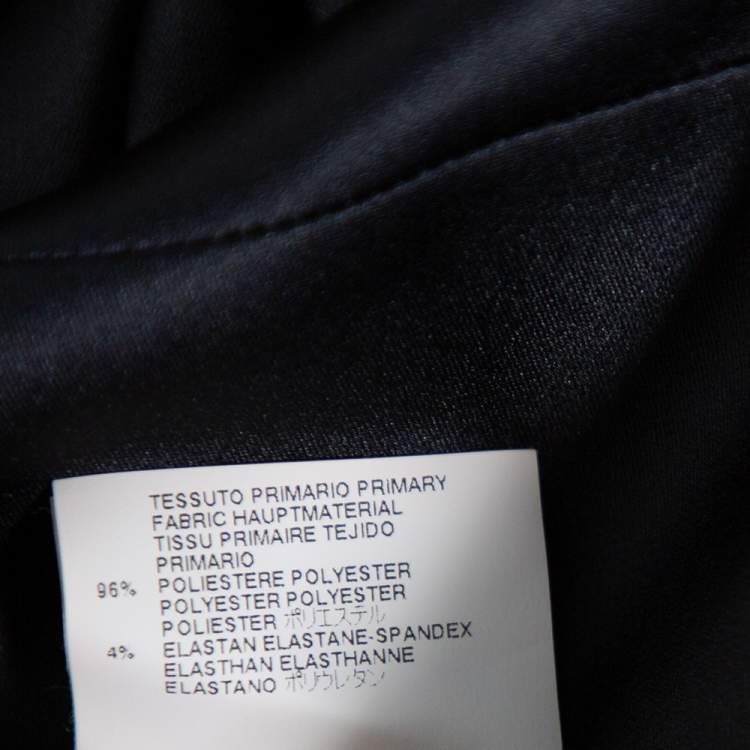 TESSUTO PRIMARIO PRIMARY
FABRIC HAUPTMATERIAL
TISSU PRIMAIRE TEJIDO
PRIMARIO
96% POLIESTERE POLYESTER
POLYESTER POLYESTER
POLIESTER ポリエステル
4% ELASTAN ELASTANE-SPANDEX
ELASTHAN ELASTHANNE
ELASTANO ポリウレタン